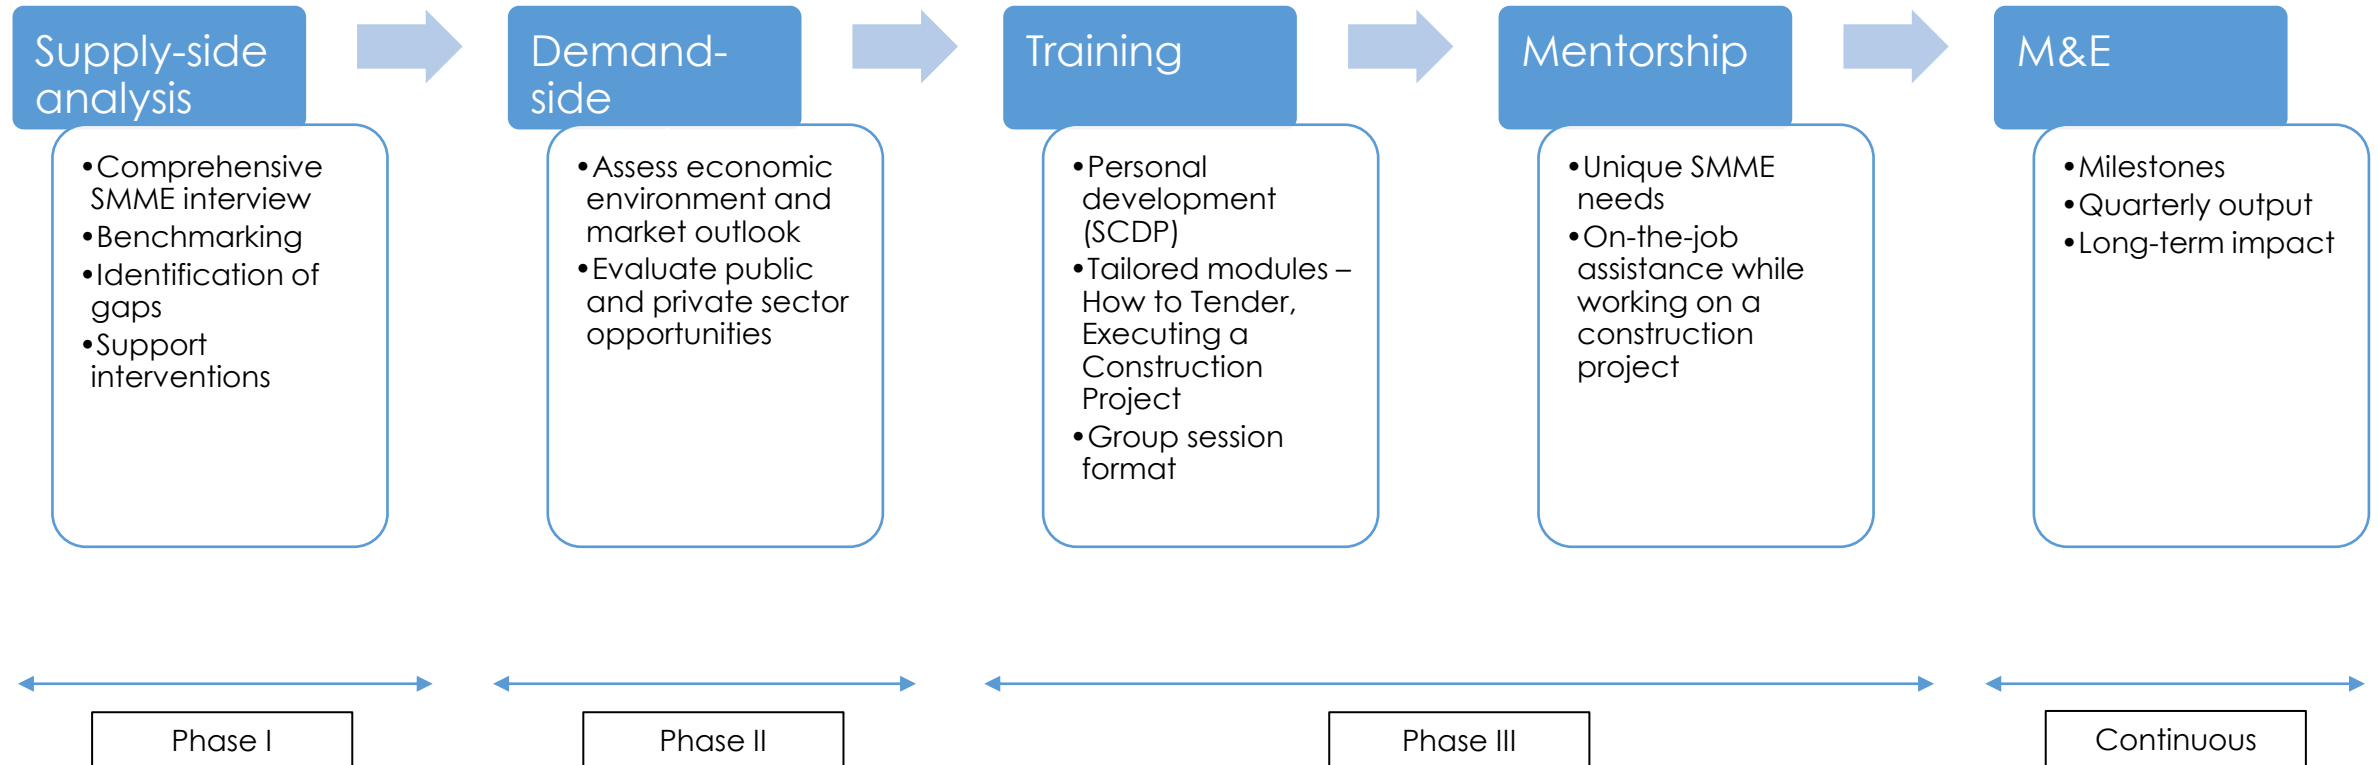 Supply-side
analysis
•Comprehensive
SMME interview
•Benchmarking
•Identification of
gaps
•Support
interventions
Demand-
side
•Assess economic
environment and
market outlook
•Evaluate public
and private sector
opportunities
Training
•Personal
development
(SCDP)
•Tailored modules –
How to Tender,
Executing a
Construction
Project
•Group session
format
Mentorship
•Unique SMME
needs
•On-the-job
assistance while
working on a
construction
project
M&E
•Milestones
•Quarterly output
•Long-term impact
Phase I
Phase II
Phase III
Continuous